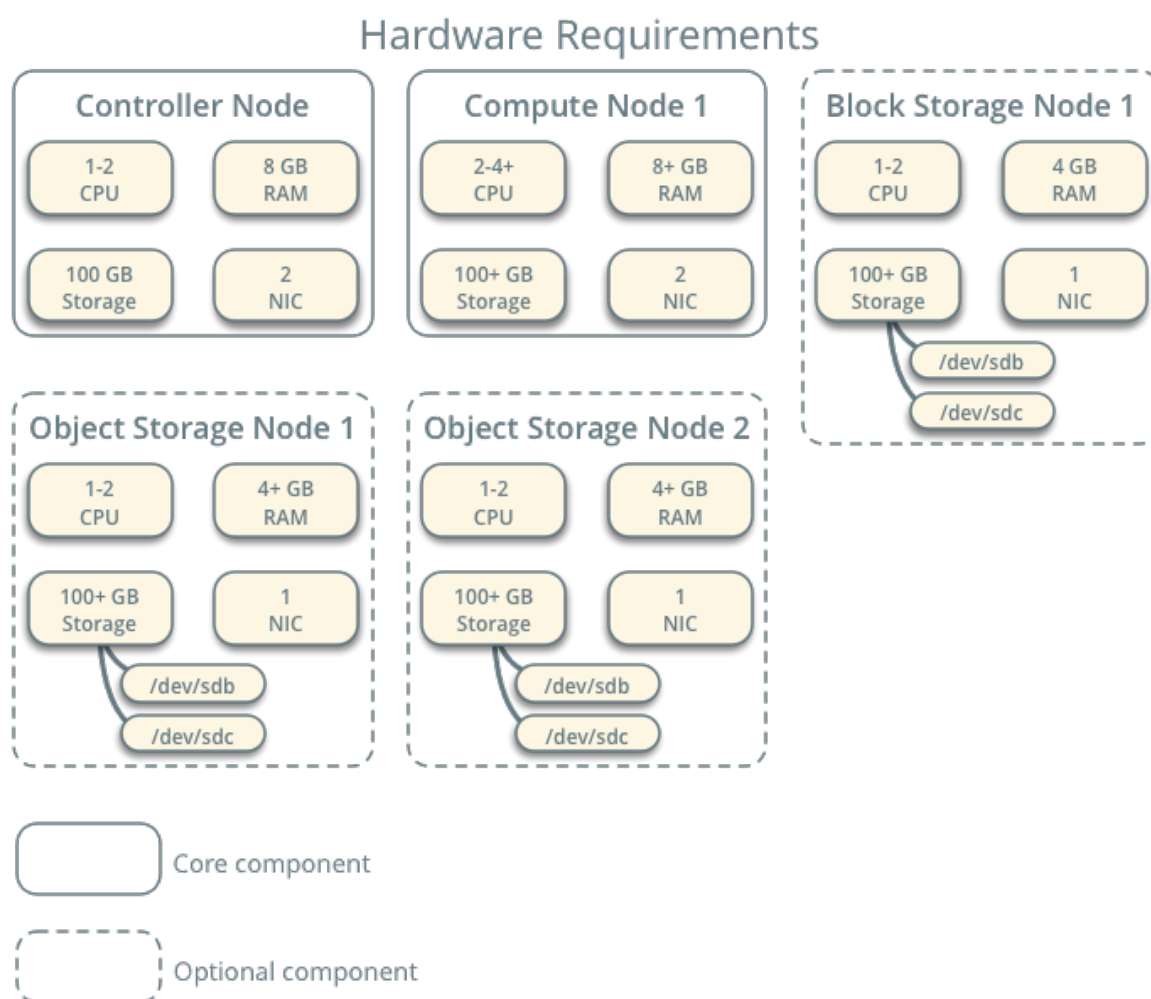 Hardware Requirements
Controller Node
1-2
CPU
8 GB
RAM
100 GB
Storage
2
NIC
Compute Node 1
2-4+
CPU
8+ GB
RAM
100+ GB
Storage
2
NIC
Block Storage Node 1
1-2
CPU
4 GB
RAM
100+ GB
Storage
1
NIC
/dev/sdb
/dev/sdc
Object Storage Node 1
1-2
CPU
4+ GB
RAM
100+ GB
Storage
1
NIC
/dev/sdb
/dev/sdc
Object Storage Node 2
1-2
CPU
4+ GB
RAM
100+ GB
Storage
1
NIC
/dev/sdb
/dev/sdc
Core component
Optional component